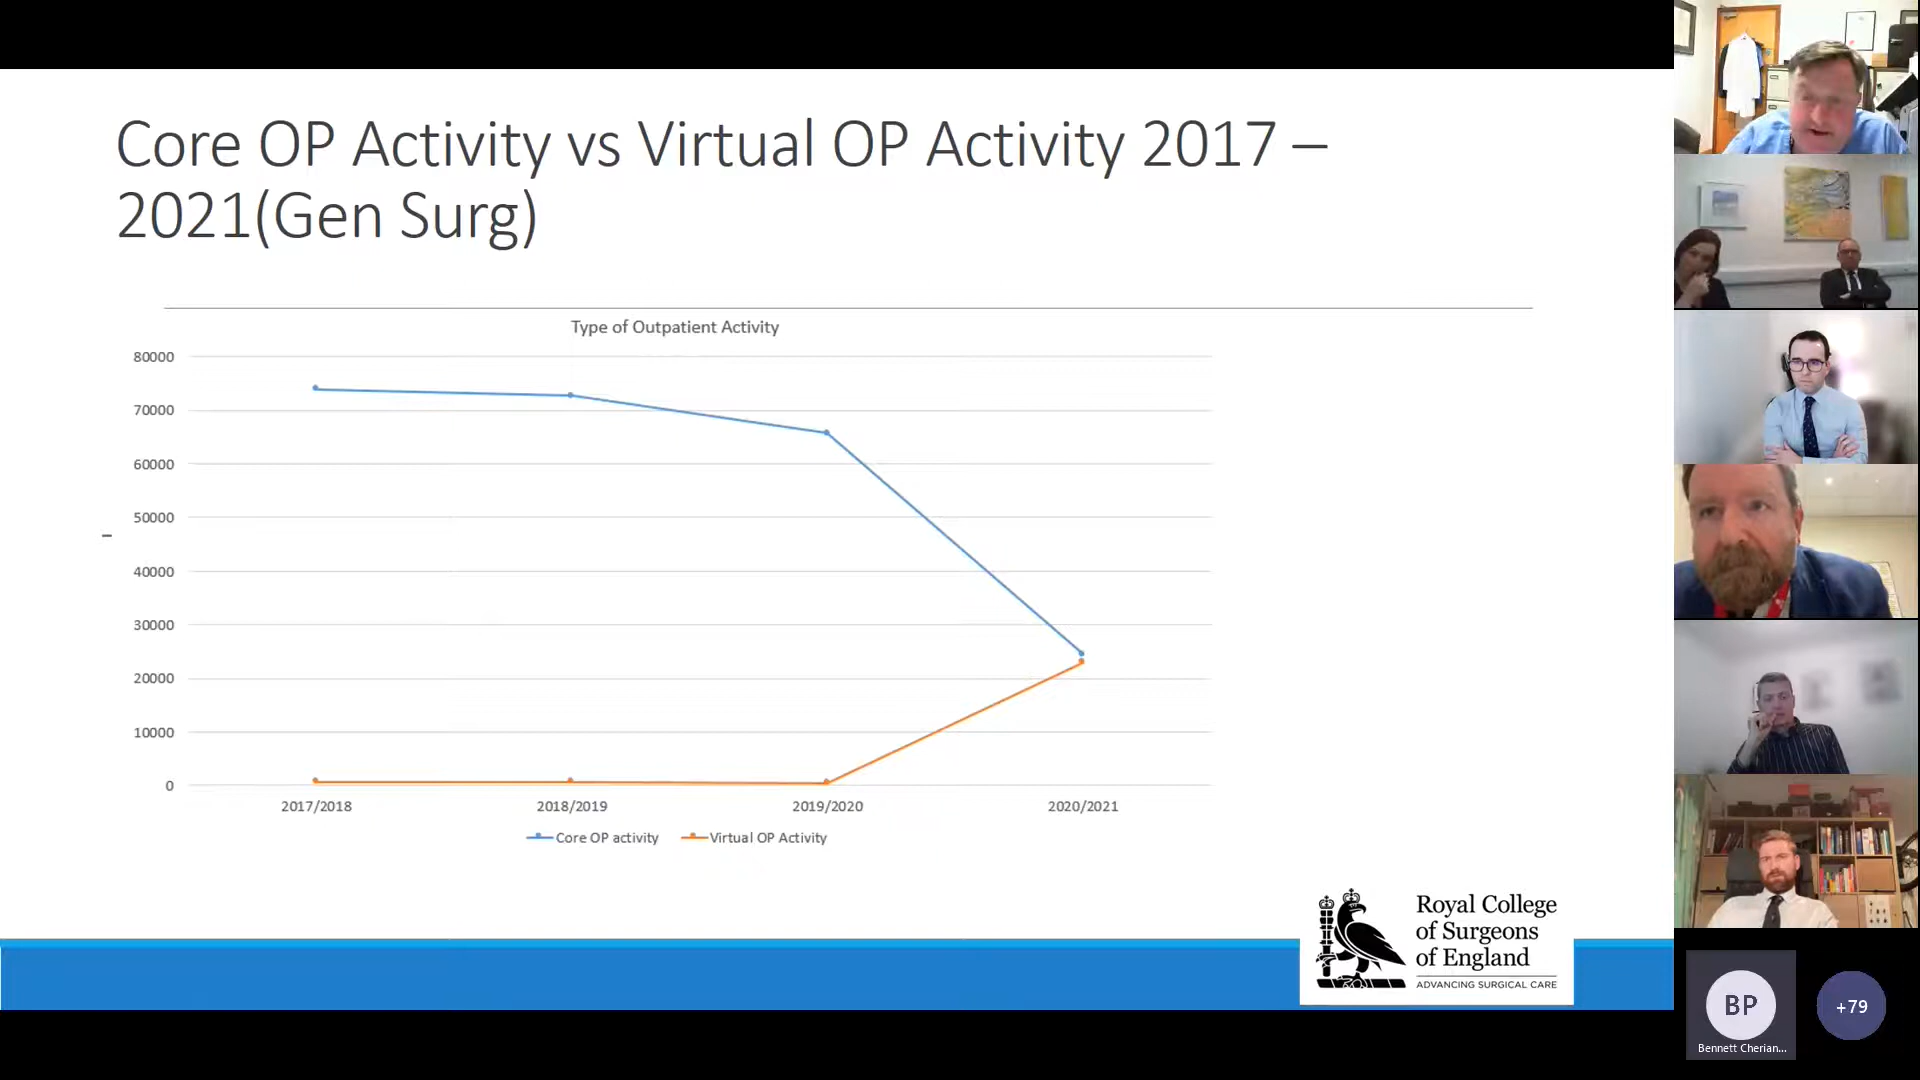 Core OP Activity vs Virtual OP Activity 2017 –
2021(Gen Surg)
Type of Outpatient Activity
80000
70000
60000
50000
40000
30000
20000
10000
0
2017/2018 2018/2019 2019/2020 2020/2021
Core OP activity Virtual OP Activity
Royal College
of Surgeons
of England
ADVANCING SURGICAL CARE
BP
Bennett Cherian...
+79